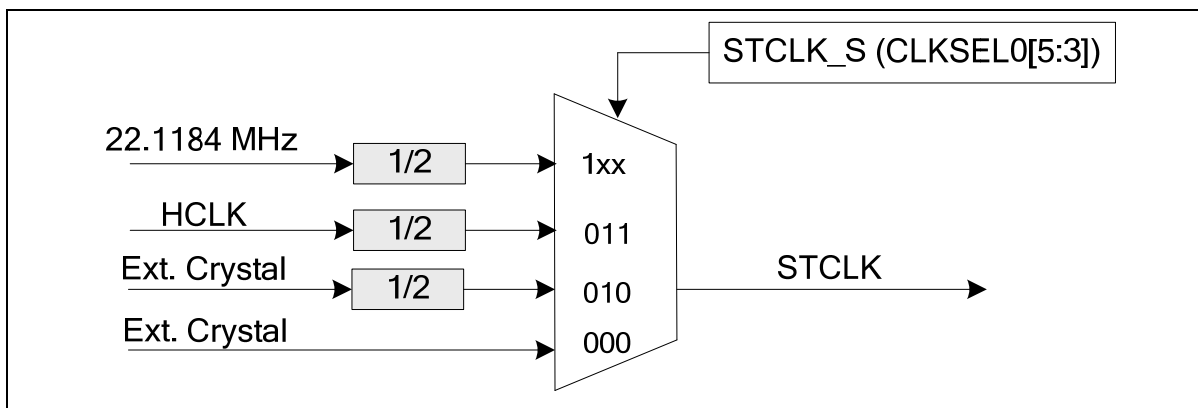 STCLK_S (CLKSEL0[5:3])
22.1184 MHz
1/2
1xx
HCLK
1/2
011
Ext. Crystal
1/2
010
STCLK
Ext. Crystal
000